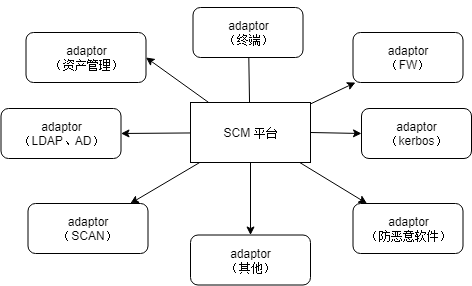 adaptor
（终端）
adaptor
（资产管理）
adaptor
（FW）
adaptor
（LDAP、AD）
SCM 平台
adaptor
（kerbos）
adaptor
（SCAN）
adaptor
（其他）
adaptor
（防恶意软件）